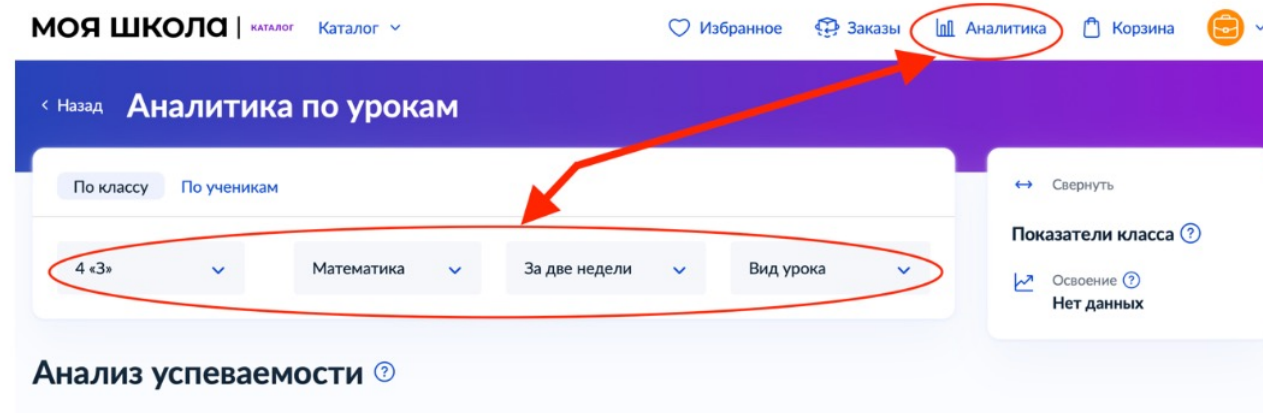 МОЯ ШКОЛА | КАТАЛОГ Каталог Избранное Заказы Аналитика Корзина
< Назад Аналитика по урокам
По классу По ученикам
Свернуть
Показатели класса ?
4 «З» Математика За две недели Вид урока
Освоение ?
Нет данных
Анализ успеваемости ?